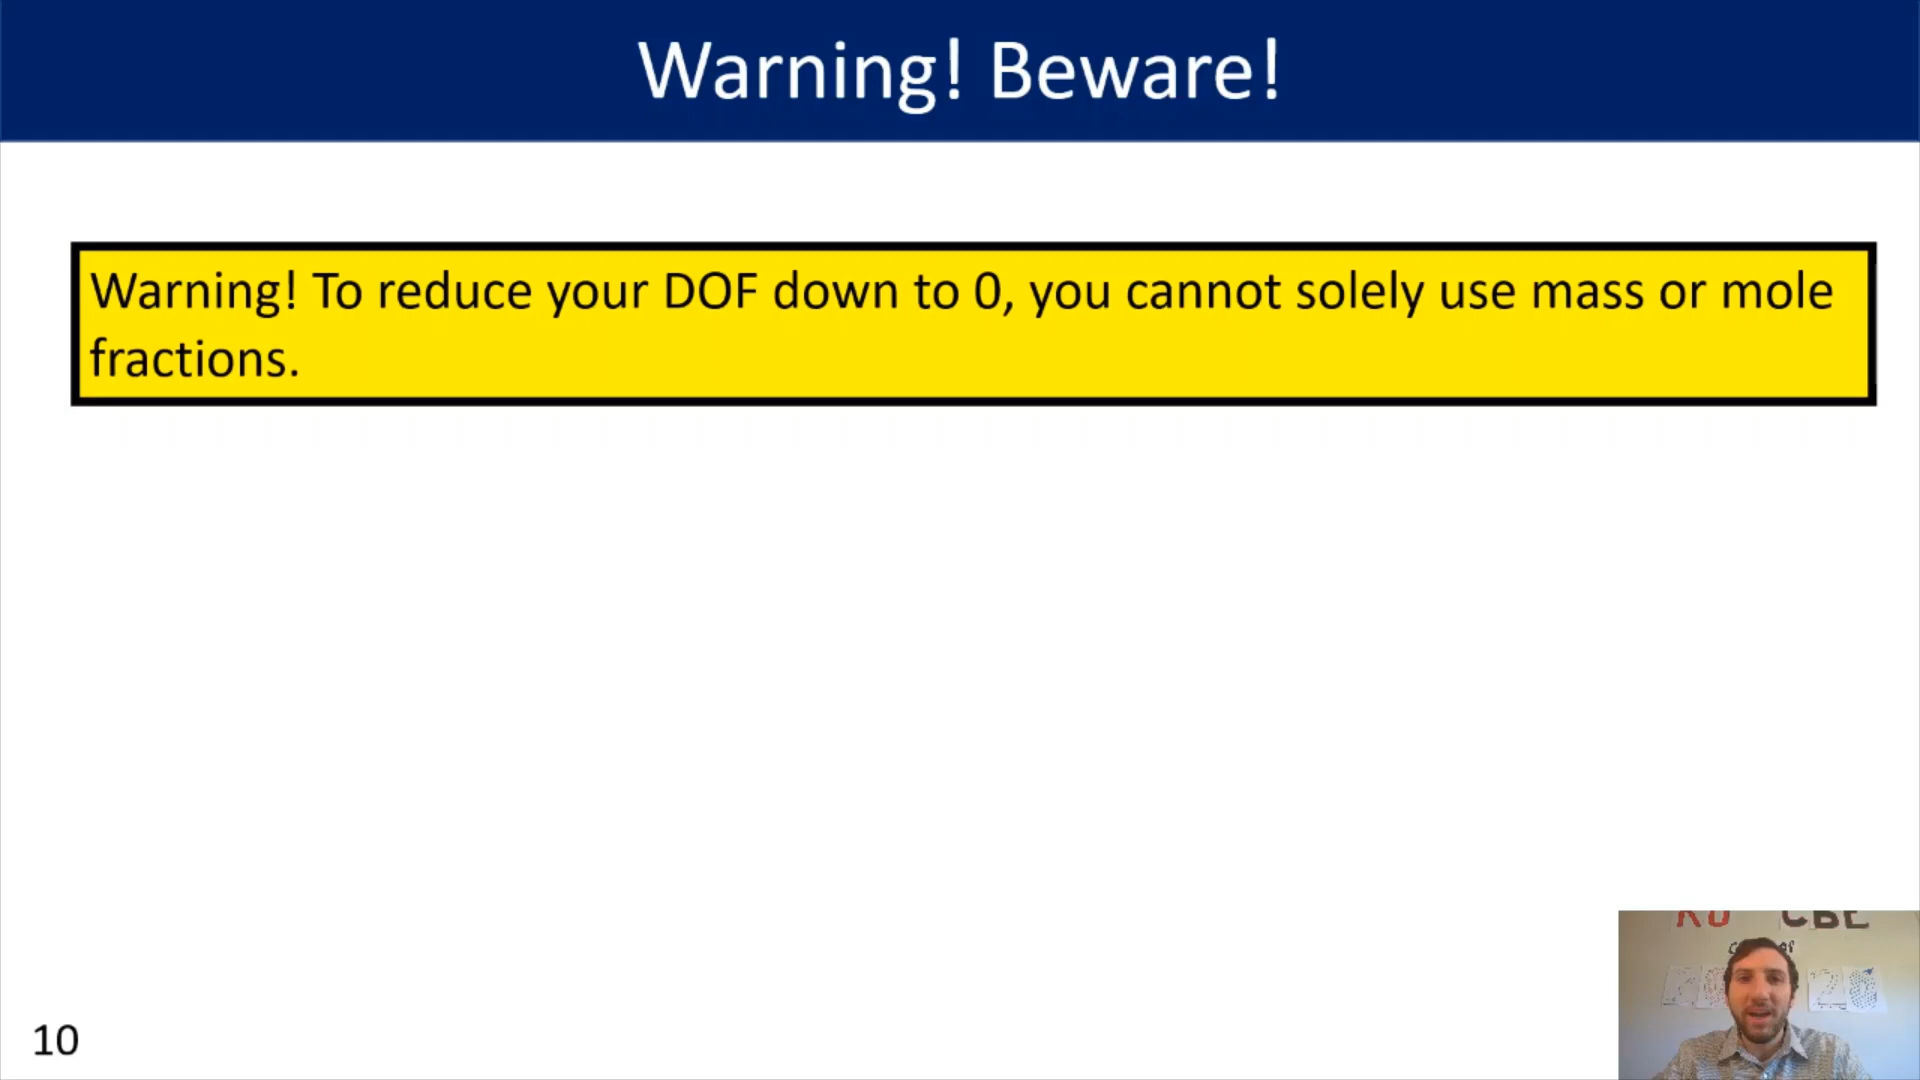 Warning! Beware!
Warning! To reduce your DOF down to 0, you cannot solely use mass or mole
fractions.
CBE
10